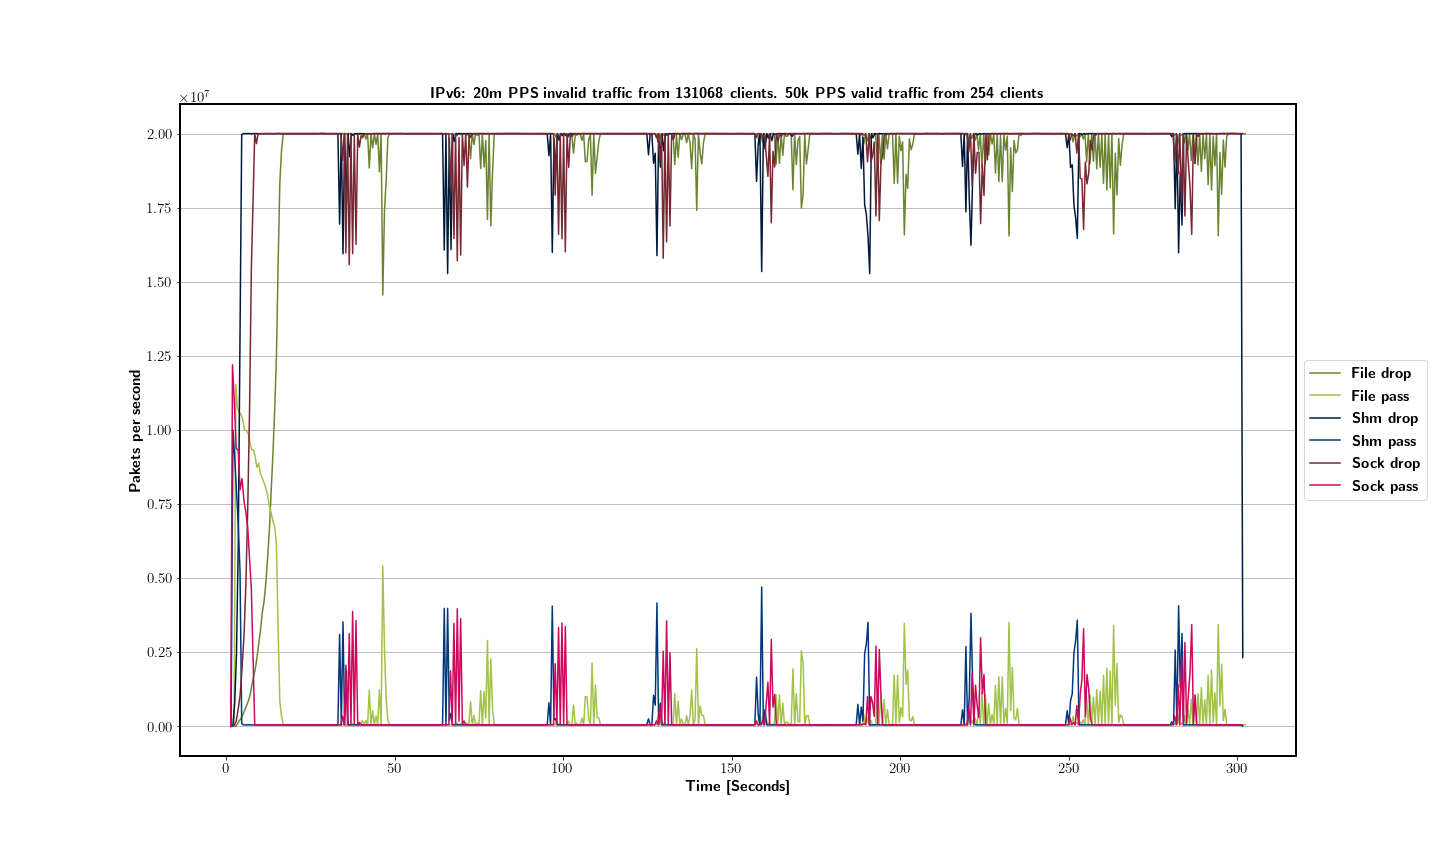 IPv6: 20m PPS invalid traffic from 131068 clients. 50k PPS valid traffic from 254 clients
×10⁷
2.00
1.75
1.50
1.25
1.00
0.75
0.50
0.25
0.00
Pakets per second
0 50 100 150 200 250 300
Time [Seconds]
File drop
File pass
Shm drop
Shm pass
Sock drop
Sock pass